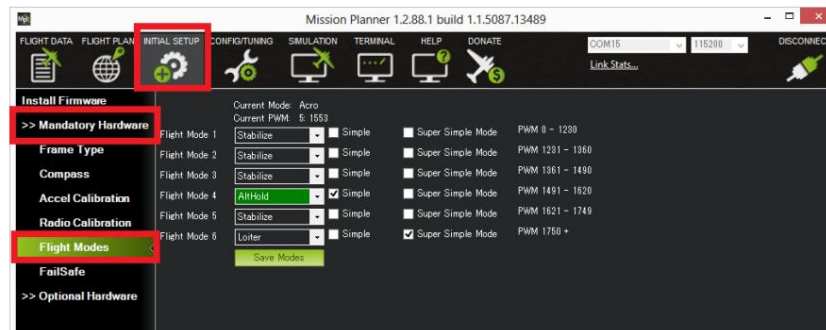 Mission Planner 1.2.88.1 build 1.1.5087.13489
FLIGHT DATA FLIGHT PLAN INITIAL SETUP CONFIG/TUNING SIMULATION TERMINAL HELP DONATE COM15 115200 DISCONNEC
Link Stats...
Install Firmware
Current Mode: Acro
Current PWM: 5: 1553
>> Mandatory Hardware
Flight Mode 1 Stabilize Simple Super Simple Mode PWM 0 - 1230
Frame Type
Flight Mode 2 Stabilize Simple Super Simple Mode PWM 1231 - 1360
Compass
Flight Mode 3 Stabilize Simple Super Simple Mode PWM 1361 - 1490
Accel Calibration
Flight Mode 4 AltHold Simple Super Simple Mode PWM 1491 - 1620
Radio Calibration
Flight Mode 5 Stabilize Simple Super Simple Mode PWM 1621 - 1749
Flight Modes
Flight Mode 6 Loiter Simple Super Simple Mode PWM 1750 +
Save Modes
FailSafe
>> Optional Hardware